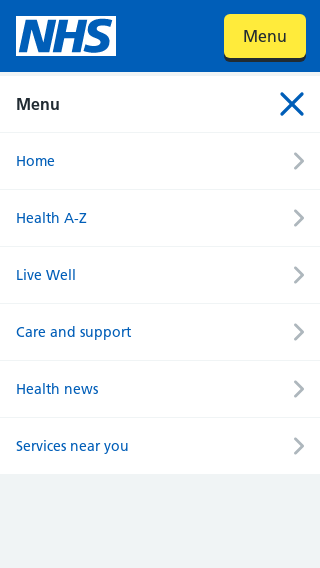 NHS
Menu
Menu
Home
Health A-Z
Live Well
Care and support
Health news
Services near you